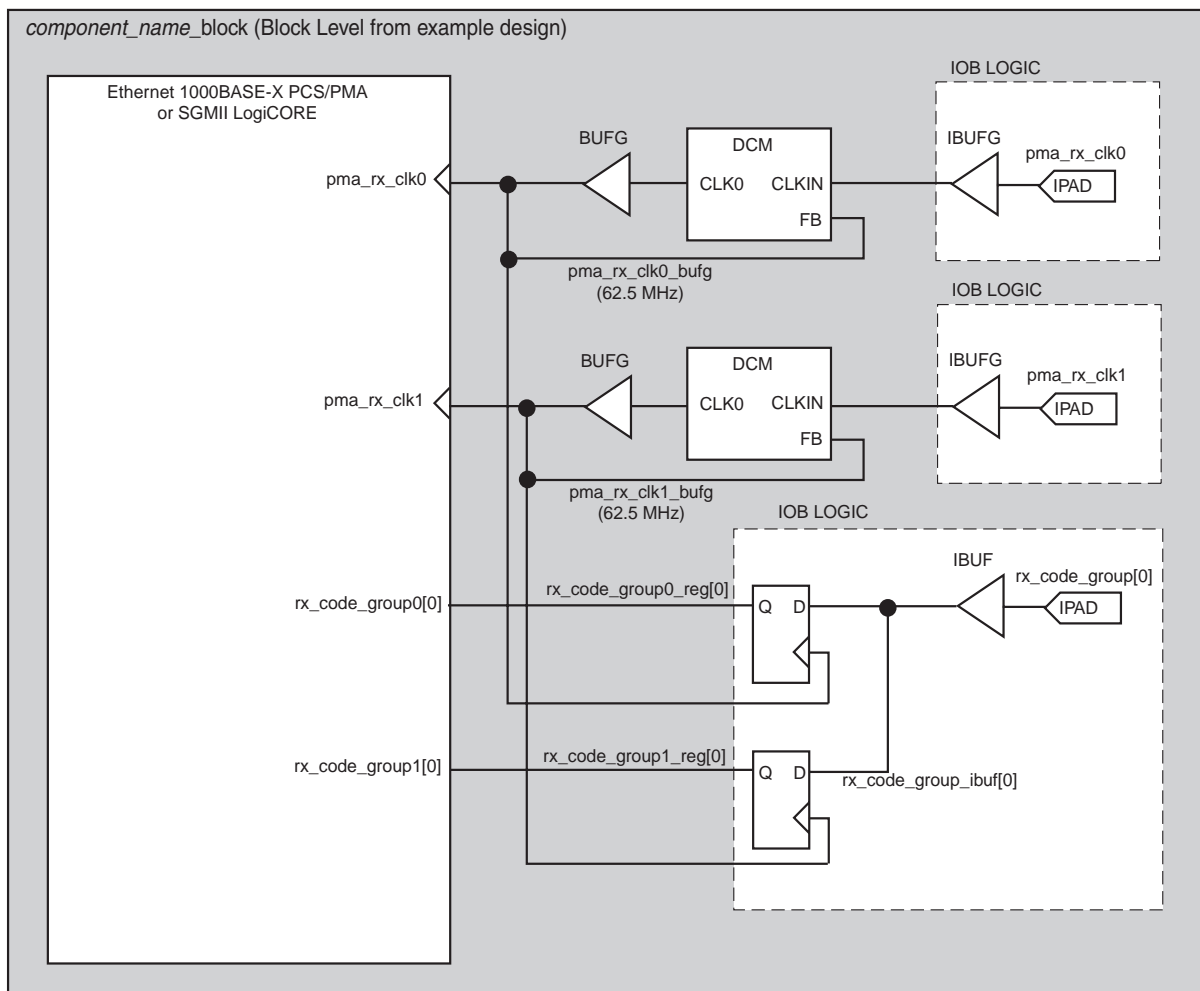 component_name_block (Block Level from example design)
Ethernet 1000BASE-X PCS/PMA
or SGMII LogiCORE
IOB LOGIC
BUFG
DCM
IBUFG
pma_rx_clk0
pma_rx_clk0
CLK0
CLKIN
IPAD
FB
pma_rx_clk0_bufg
(62.5 MHz)
IOB LOGIC
BUFG
DCM
IBUFG
pma_rx_clk1
pma_rx_clk1
CLK0
CLKIN
IPAD
FB
pma_rx_clk1_bufg
(62.5 MHz)
IOB LOGIC
IBUF
rx_code_group[0]
rx_code_group0[0]
rx_code_group0_reg[0]
Q
D
IPAD
rx_code_group1[0]
rx_code_group1_reg[0]
Q
D
rx_code_group_ibuf[0]